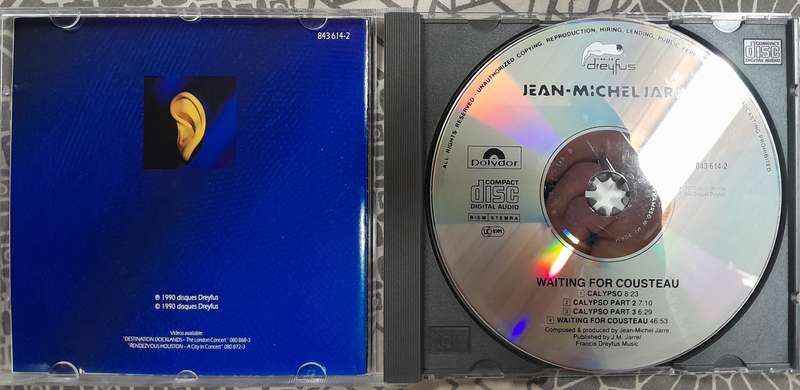 843 614-2
℗ 1990 disques Dreyfus
© 1990 disques Dreyfus
Videos available:
"DESTINATION DOCKLANDS - The London Concert" 080 868-3
"RENDEZ-VOUS HOUSTON - A City in Concert" 080 872-3
ALL RIGHTS RESERVED - UNAUTHORIZED COPYING, REPRODUCTION, HIRING, LENDING, PUBLIC
CASTING PROHIBITED
dreyfus
COMPACT
disc
DIGITAL AUDIO
JEAN-MICHEL JARR
polydor
843 614-2
COMPACT
disc
DIGITAL AUDIO
BIEM STEMRA
WAITING FOR COUSTEAU
1 CALYPSO 8:23
2 CALYPSO PART 2 7:10
3 CALYPSO PART 3 6:29
4 WAITING FOR COUSTEAU 46:53
Composed & produced by Jean-Michel Jarre
Published by J.M. Jarre/
Francis Dreyfus Music